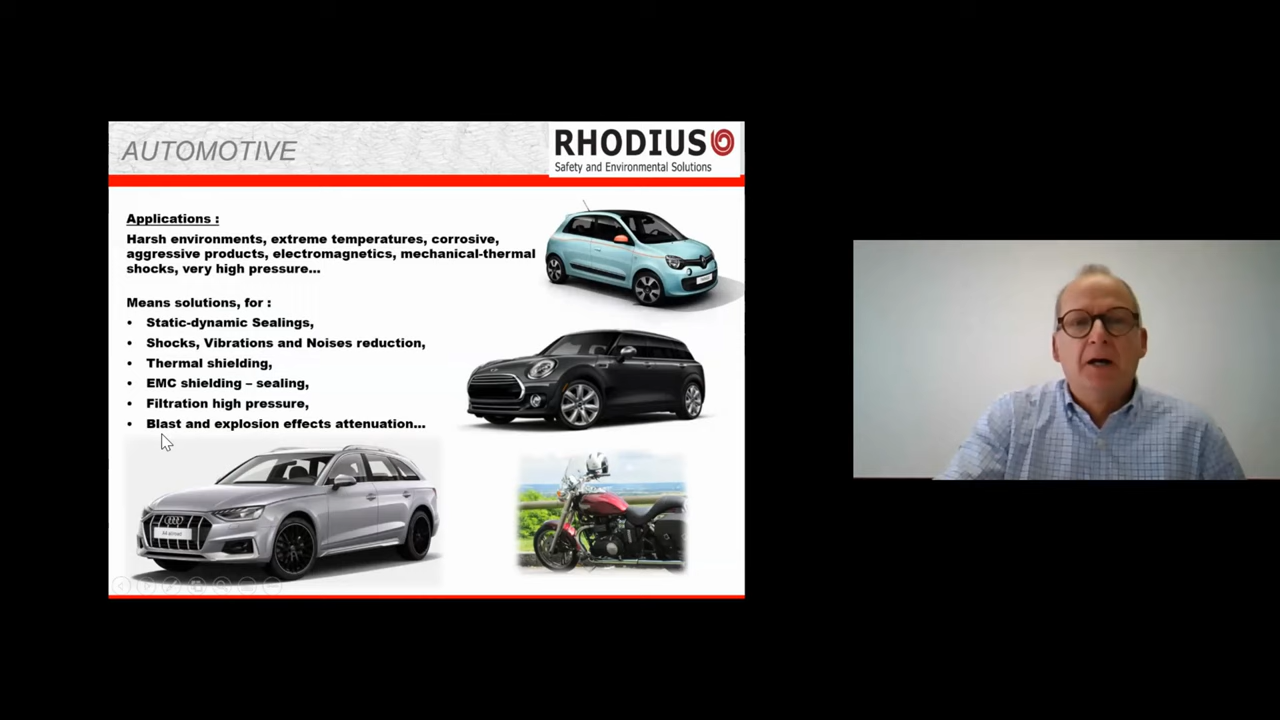 AUTOMOTIVE
RHODIUS
Safety and Environmental Solutions
Applications :
Harsh environments, extreme temperatures, corrosive,
aggressive products, electromagnetics, mechanical-thermal
shocks, very high pressure...
Means solutions, for :
• Static-dynamic Sealings,
• Shocks, Vibrations and Noises reduction,
• Thermal shielding,
• EMC shielding – sealing,
• Filtration high pressure,
• Blast and explosion effects attenuation...